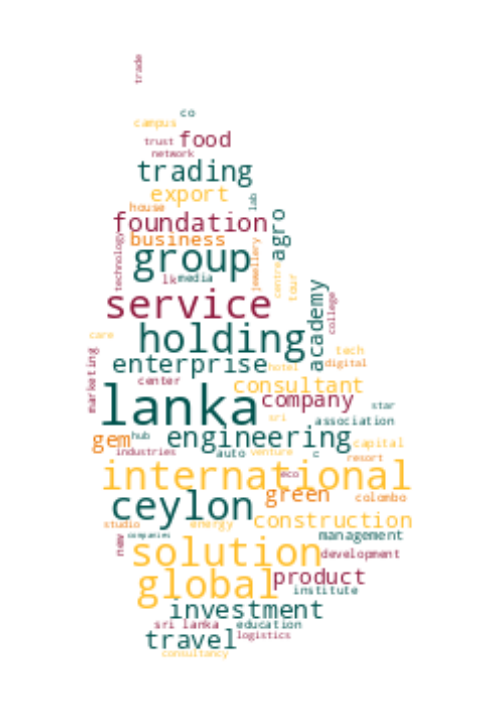 trade
co
campus
trust food
network
trading
export
lab
house
foundation
agro
business
technology
group
jewellery
centre
tour
lk media
service
academy
college
holding
care
tech
marketing
enterprise
hotel
digital
center
consultant
lanka
company
star
sri
association
gem
hub
engineering
capital
industries
auto
venture
c
resort
international
eco
ceylon
green
colombo
studio
energy
construction
new
companies
management
solution
development
global
product
institute
investment
sri lanka
education
travel
logistics
consultancy